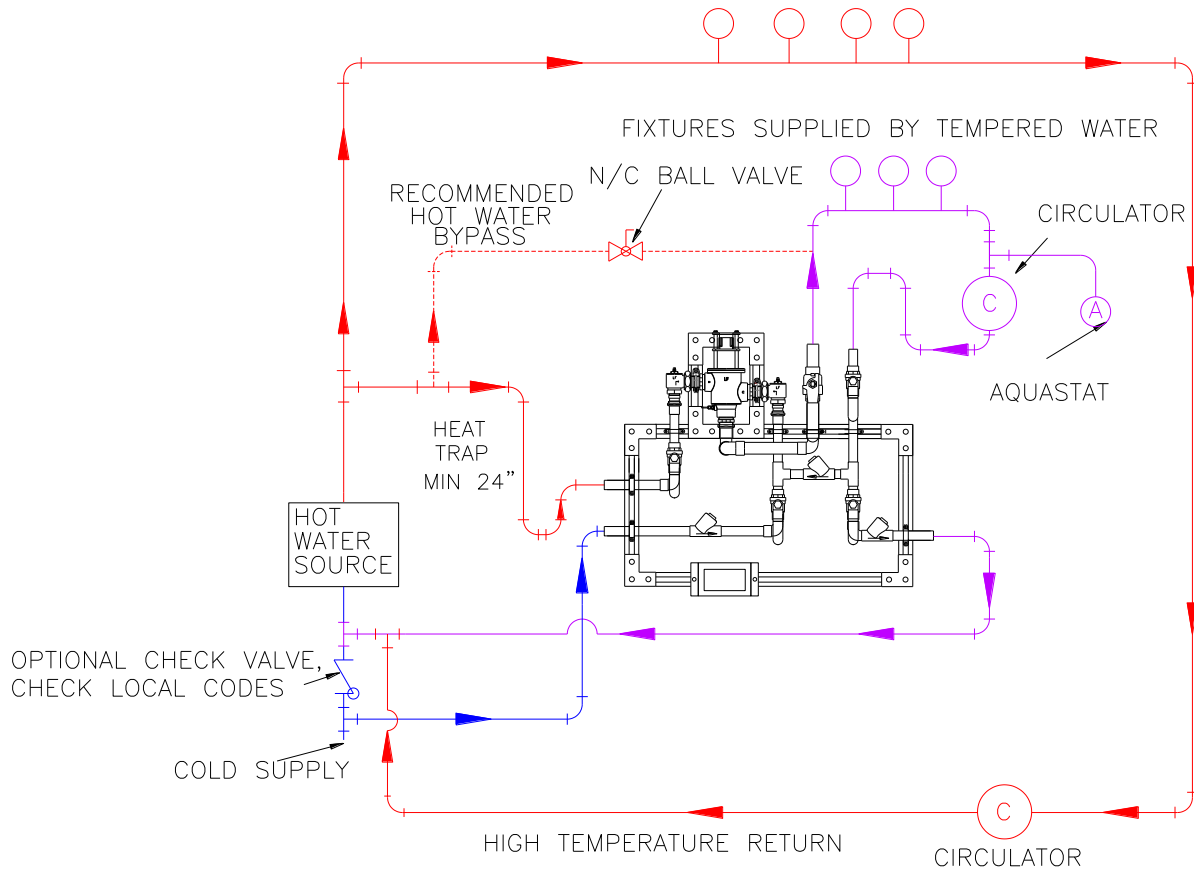 FIXTURES SUPPLIED BY TEMPERED WATER
N/C BALL VALVE
RECOMMENDED
HOT WATER
BYPASS
CIRCULATOR
C
A
AQUASTAT
HEAT
TRAP
MIN 24"
HOT
WATER
SOURCE
OPTIONAL CHECK VALVE,
CHECK LOCAL CODES
COLD SUPPLY
C
HIGH TEMPERATURE RETURN
CIRCULATOR